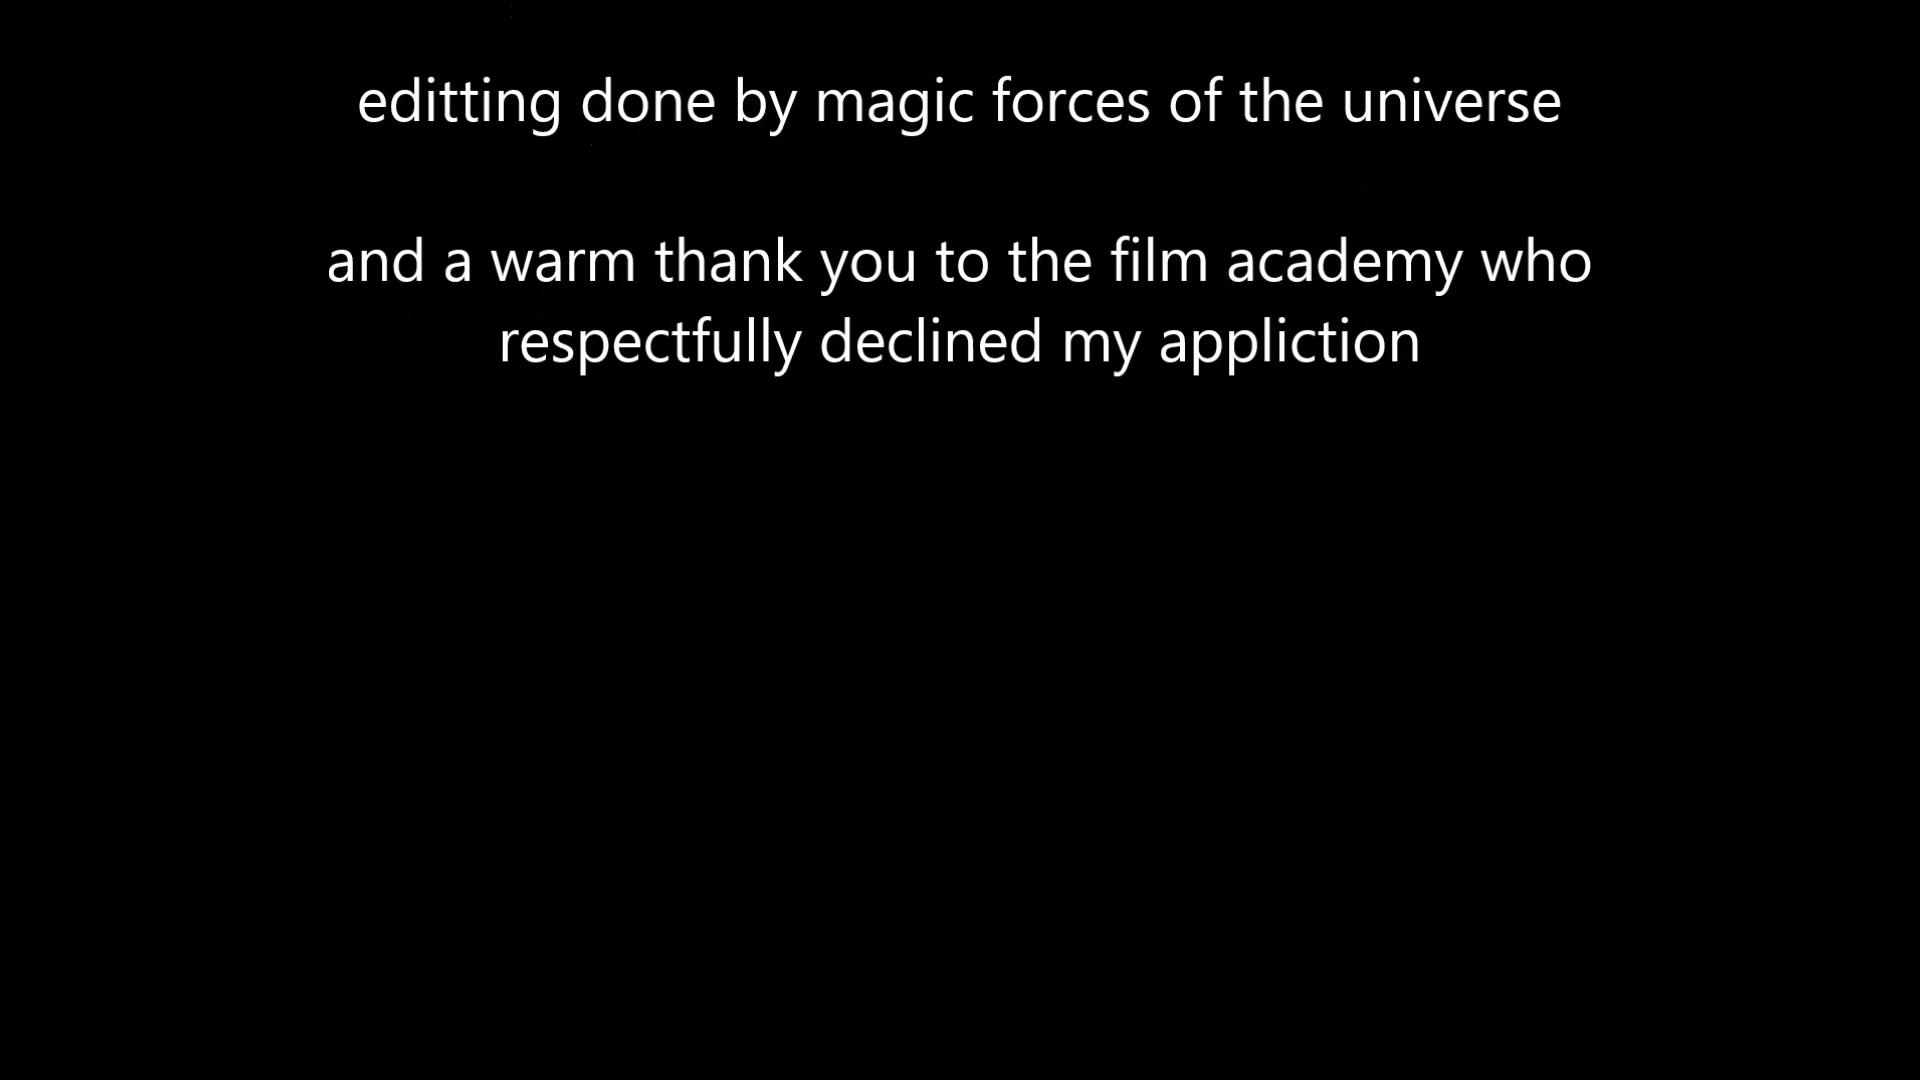 editting done by magic forces of the universe
and a warm thank you to the film academy who
respectfully declined my appliction